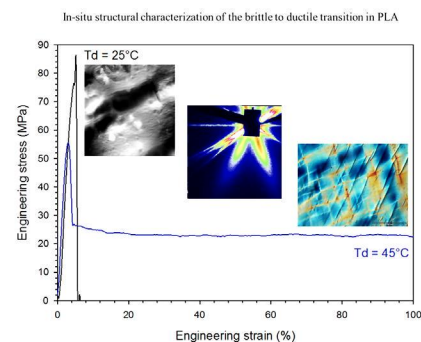 In-situ structural characterization of the brittle to ductile transition in PLA
90
80
70
60
50
40
30
20
10
0
Engineering stress (MPa)
Td = 25°C
Td = 45°C
0 20 40 60 80 100
Engineering strain (%)